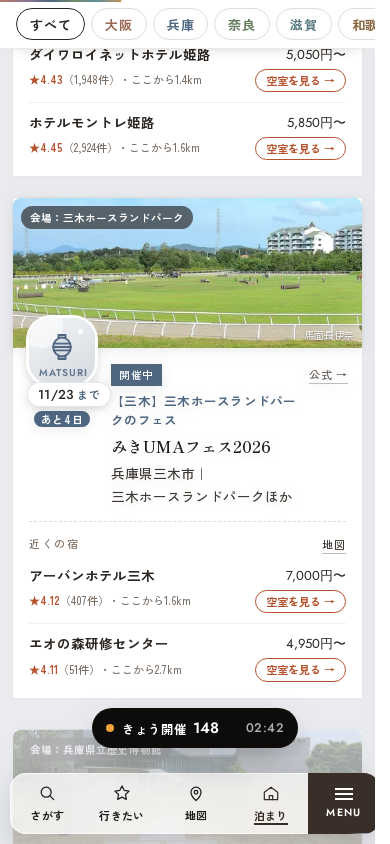 すべて 大阪 兵庫 奈良 滋賀 和歌
ダイワロイネットホテル姫路 5,050円〜
★4.43（1,948件）・ここから1.4km 空室を見る →
ホテルモントレ姫路 5,850円〜
★4.45（2,924件）・ここから1.6km 空室を見る →
会場：三木ホースランドパーク
馬面長伊奈
MATSURI
11/23 まで
あと4日
開催中 公式 →
【三木】三木ホースランドパー
クのフェス
みきUMAフェス2026
兵庫県三木市｜
三木ホースランドパークほか
近くの宿 地図
アーバンホテル三木 7,000円〜
★4.12（407件）・ここから1.6km 空室を見る →
エオの森研修センター 4,950円〜
★4.11（51件）・ここから2.7km 空室を見る →
きょう開催 148 02:42
会場：兵庫県立歴史博物館
さがす 行きたい 地図 泊まり MENU